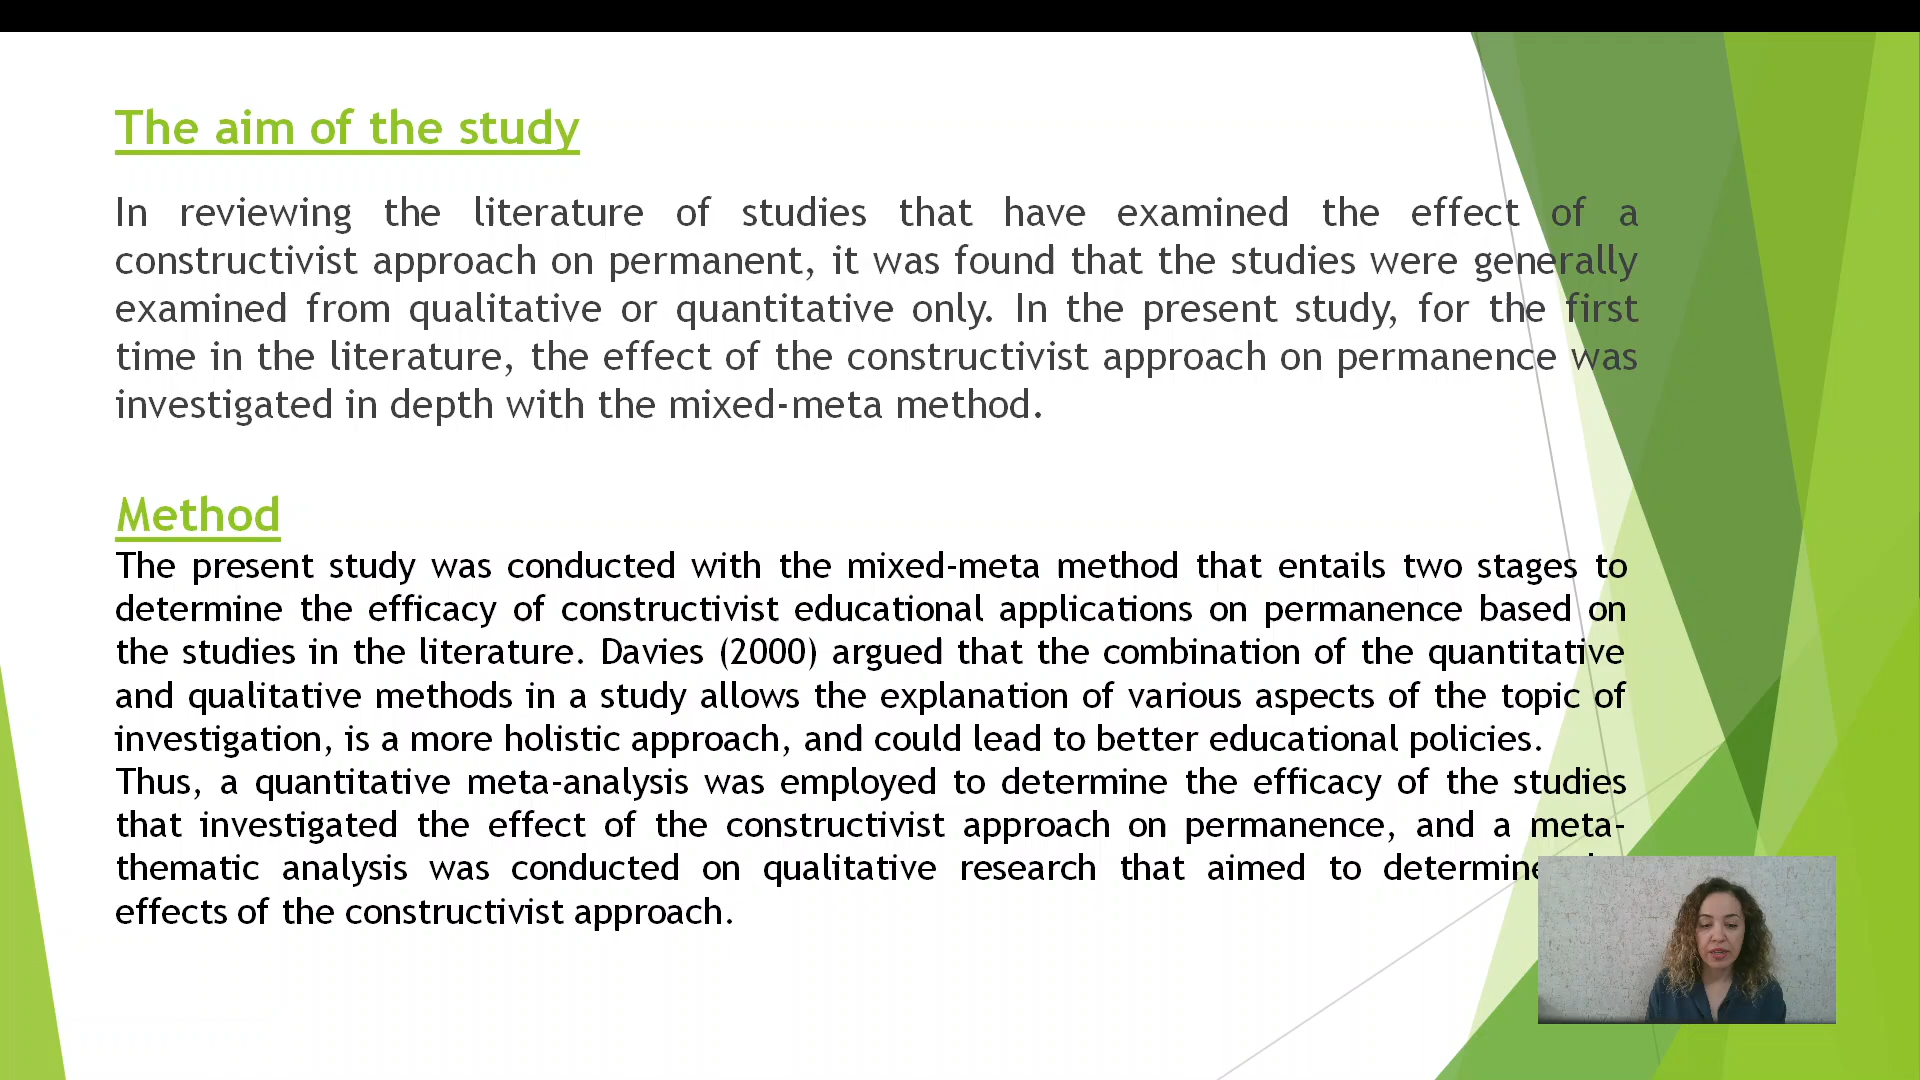 The aim of the study
In reviewing the literature of studies that have examined the effect of a
constructivist approach on permanent, it was found that the studies were generally
examined from qualitative or quantitative only. In the present study, for the first
time in the literature, the effect of the constructivist approach on permanence was
investigated in depth with the mixed-meta method.
Method
The present study was conducted with the mixed-meta method that entails two stages to
determine the efficacy of constructivist educational applications on permanence based on
the studies in the literature. Davies (2000) argued that the combination of the quantitative
and qualitative methods in a study allows the explanation of various aspects of the topic of
investigation, is a more holistic approach, and could lead to better educational policies.
Thus, a quantitative meta-analysis was employed to determine the efficacy of the studies
that investigated the effect of the constructivist approach on permanence, and a meta-
thematic analysis was conducted on qualitative research that aimed to determine
effects of the constructivist approach.